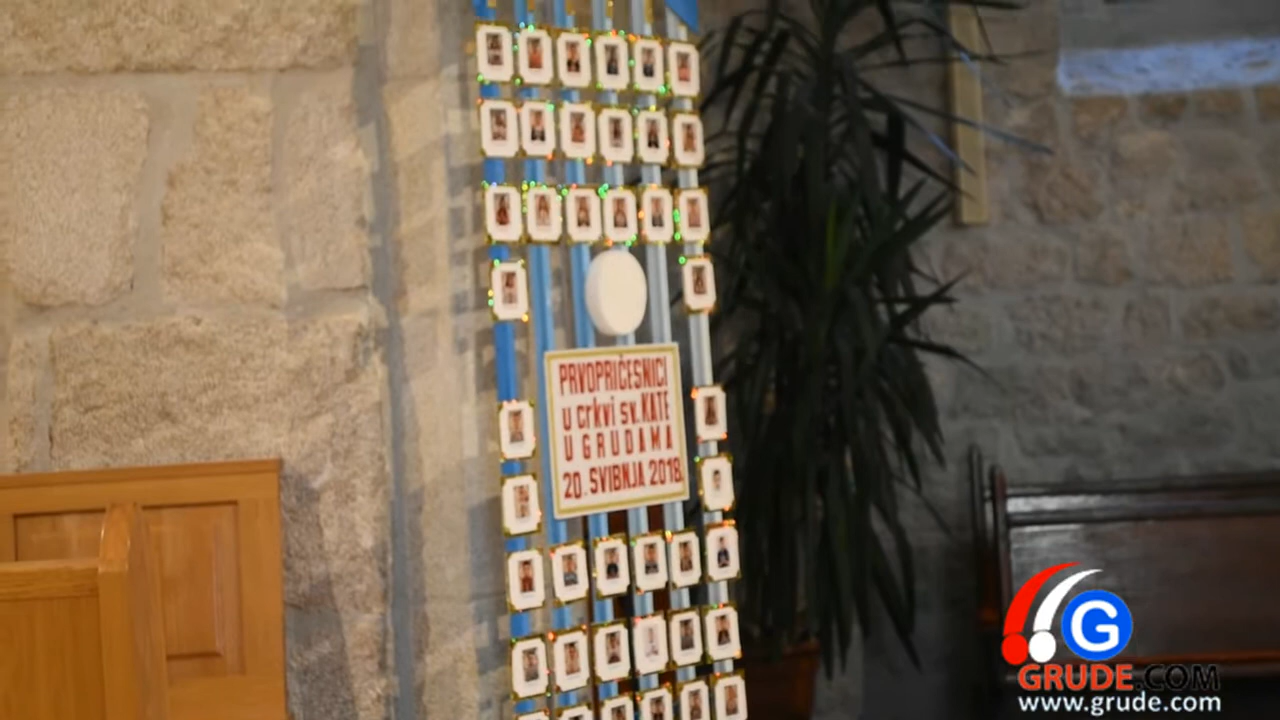 PRVOPRIČESNICI
u crkvi sv. KATE
U GRUDAMA
20. SVIBNJA 2018.
G
GRUDE.COM
www.grude.com